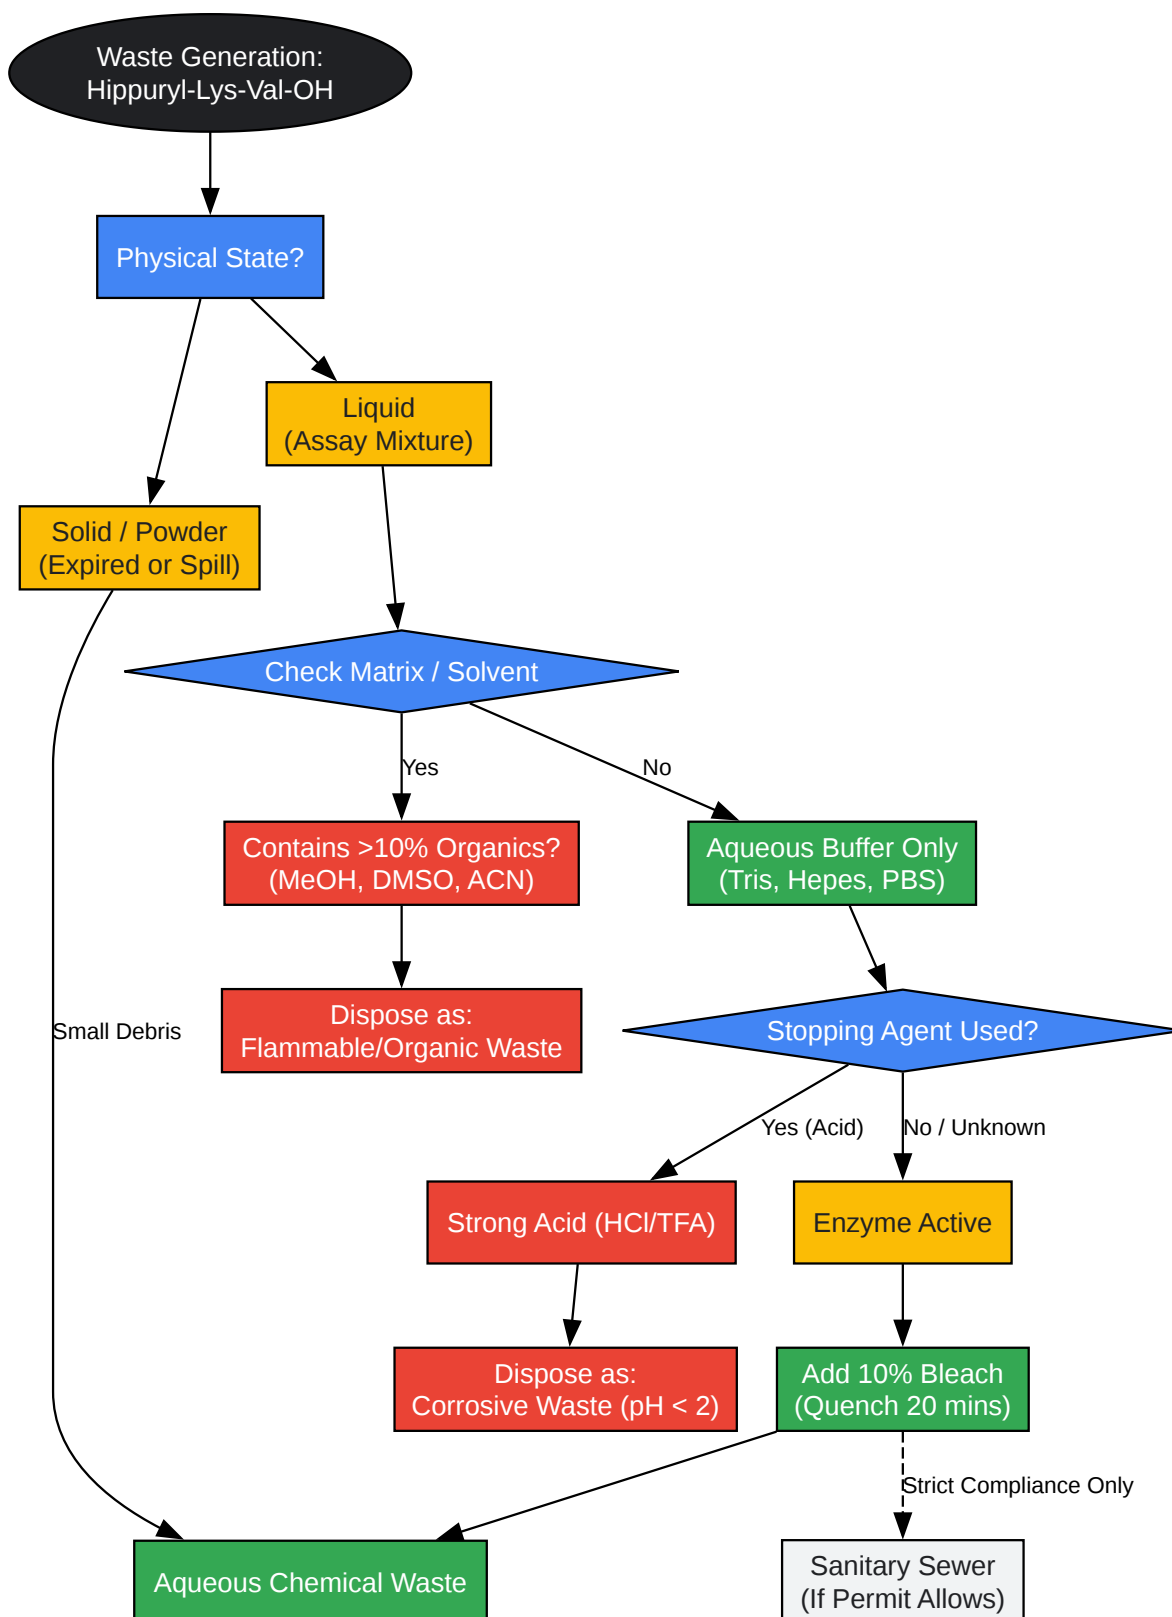 Waste Generation:
Hippuryl-Lys-Val-OH
Physical State?
Liquid
(Assay Mixture)
Solid / Powder
(Expired or Spill)
Check Matrix / Solvent
Yes
No
Contains >10% Organics?
(MeOH, DMSO, ACN)
Aqueous Buffer Only
(Tris, Hepes, PBS)
Small Debris
Dispose as:
Flammable/Organic Waste
Stopping Agent Used?
Yes (Acid)
No / Unknown
Strong Acid (HCl/TFA)
Enzyme Active
Dispose as:
Corrosive Waste (pH < 2)
Add 10% Bleach
(Quench 20 mins)
Strict Compliance Only
Aqueous Chemical Waste
Sanitary Sewer
(If Permit Allows)